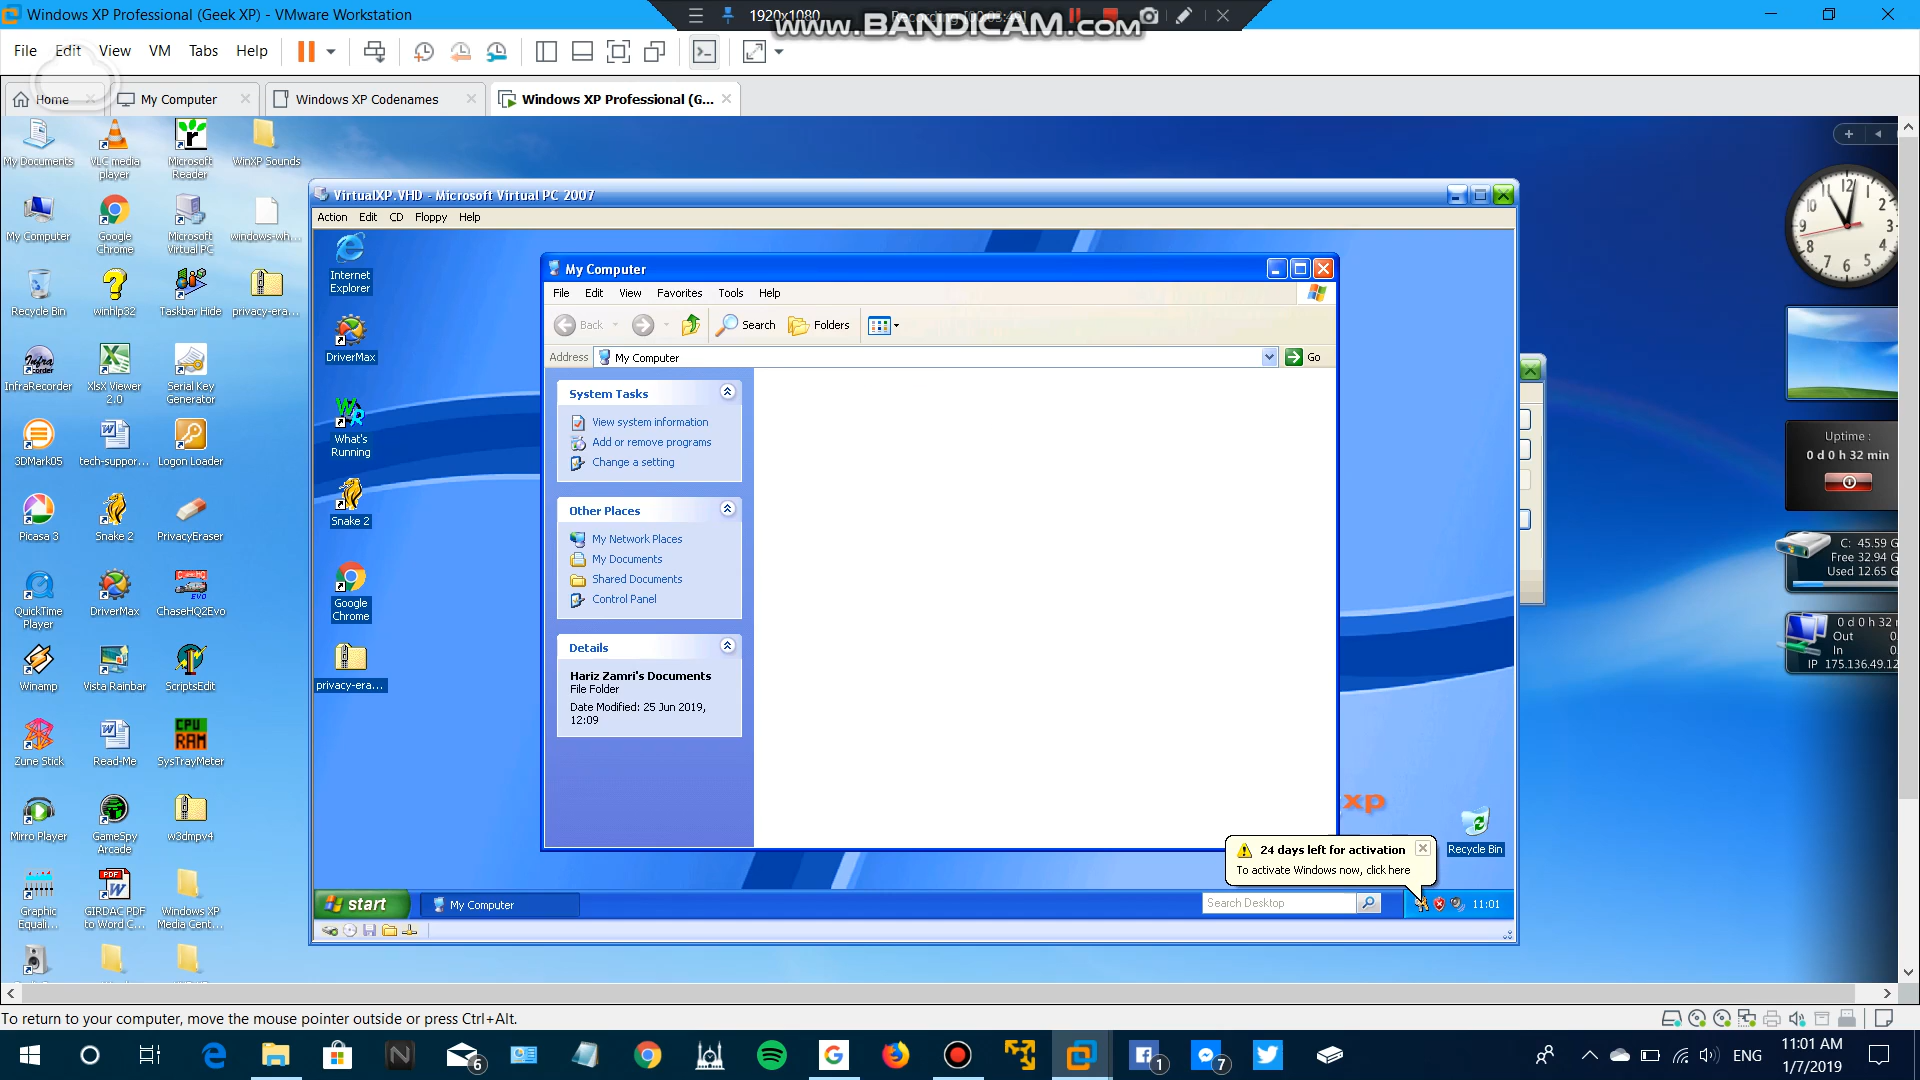 Windows XP Professional (Geek XP) - VMware Workstation
1920x1080
www.BANDICAM.com
File Edit View VM Tabs Help
Home
My Computer
Windows XP Codenames
Windows XP Professional (G...
My Documents
VLC media player
Microsoft Reader
WinXP Sounds
My Computer
Google Chrome
Microsoft Virtual PC
windows-wh...
Recycle Bin
winhlp32
Taskbar Hide
privacy-era...
InfraRecorder
XlsX Viewer 2.0
Serial Key Generator
3DMark05
tech-suppor...
Logon Loader
Picasa 3
Snake 2
PrivacyEraser
QuickTime Player
DriverMax
ChaseHQ2Evo
Winamp
Vista Rainbar
ScriptsEdit
Zune Stick
Read-Me
CPU
RAM
SysTrayMeter
Mirro Player
GameSpy Arcade
w3dmpv4
Graphic Equali...
GIRDAC PDF to Word C...
Windows XP Media Cent...
VirtualXP.VHD - Microsoft Virtual PC 2007
Action Edit CD Floppy Help
Internet Explorer
DriverMax
What's Running
Snake 2
Google Chrome
privacy-era...
My Computer
File Edit View Favorites Tools Help
Back
Search
Folders
Address
My Computer
Go
System Tasks
View system information
Add or remove programs
Change a setting
Other Places
My Network Places
My Documents
Shared Documents
Control Panel
Details
Hariz Zamri's Documents
File Folder
Date Modified: 25 Jun 2019,
12:09
xp
Recycle Bin
24 days left for activation
To activate Windows now, click here
start
My Computer
Search Desktop
11:01
Uptime :
0 d 0 h 32 min
C: 45.59 G
Free 32.94 G
Used 12.65 G
0 d 0 h 32 m
Out 0.
In 0.
IP 175.136.49.12
To return to your computer, move the mouse pointer outside or press Ctrl+Alt.
6
1
7
ENG
11:01 AM
1/7/2019